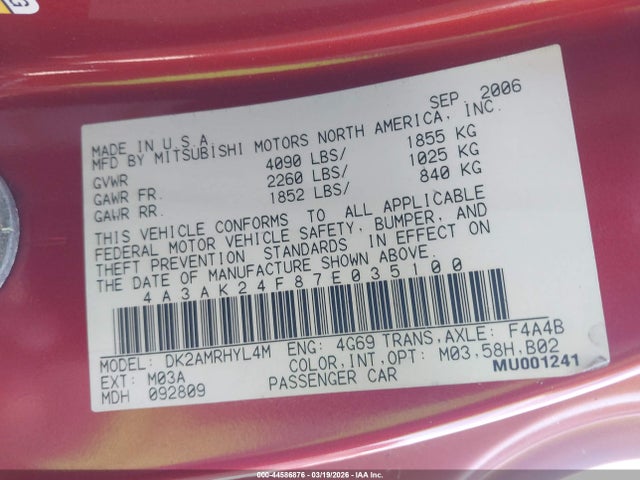 SEP 2006
MADE IN U.S.A
MFD BY MITSUBISHI MOTORS NORTH AMERICA, INC.
GVWR 4090 LBS/ 1855 KG
GAWR FR. 2260 LBS/ 1025 KG
GAWR RR. 1852 LBS/ 840 KG
THIS VEHICLE CONFORMS TO ALL APPLICABLE
FEDERAL MOTOR VEHICLE SAFETY, BUMPER, AND
THEFT PREVENTION STANDARDS IN EFFECT ON
THE DATE OF MANUFACTURE SHOWN ABOVE.
4A3AK24F87E035100
MODEL: DK2AMRHYL4M ENG: 4G69 TRANS,AXLE: F4A4B
EXT: M03A COLOR,INT,OPT: M03,58H,B02
MDH 092809 PASSENGER CAR MU001241
000-44586876 - 03/19/2026 - IAA Inc.